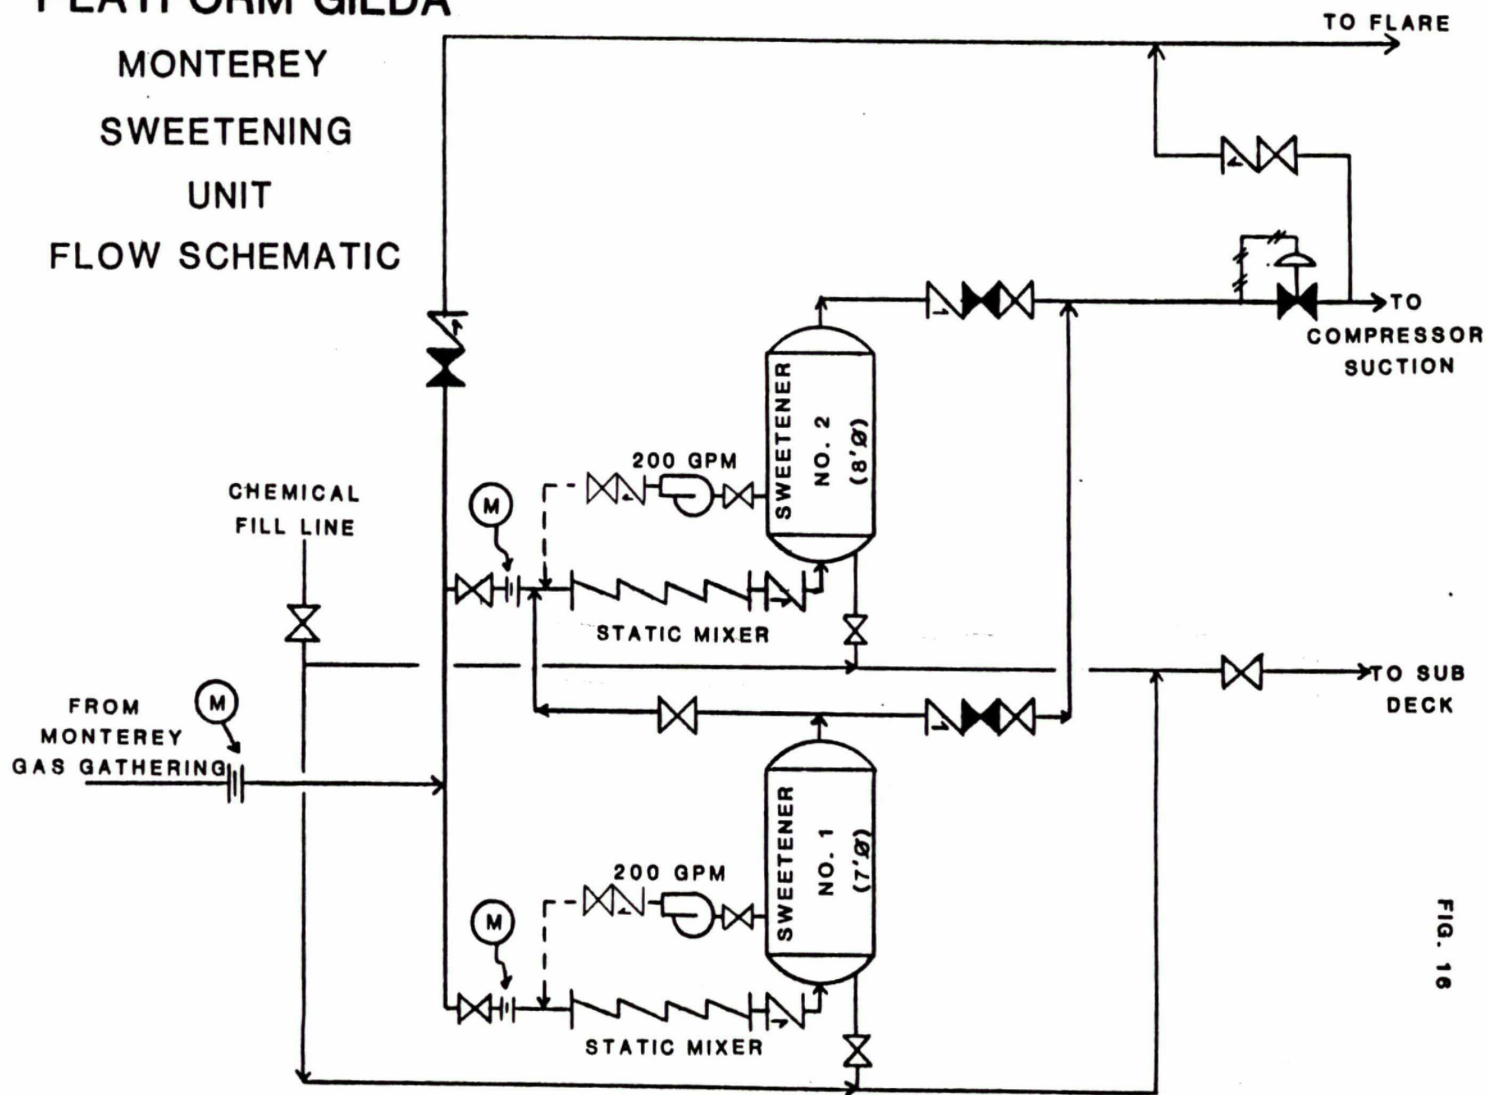 PLATFORM GILDA
MONTEREY
SWEETENING
UNIT
FLOW SCHEMATIC
TO FLARE
TO
COMPRESSOR
SUCTION
SWEETENER
NO. 2
(8'Ø)
200 GPM
M
CHEMICAL
FILL LINE
STATIC MIXER
TO SUB
DECK
M
FROM
MONTEREY
GAS GATHERING
SWEETENER
NO. 1
(7'Ø)
200 GPM
M
STATIC MIXER
FIG. 16